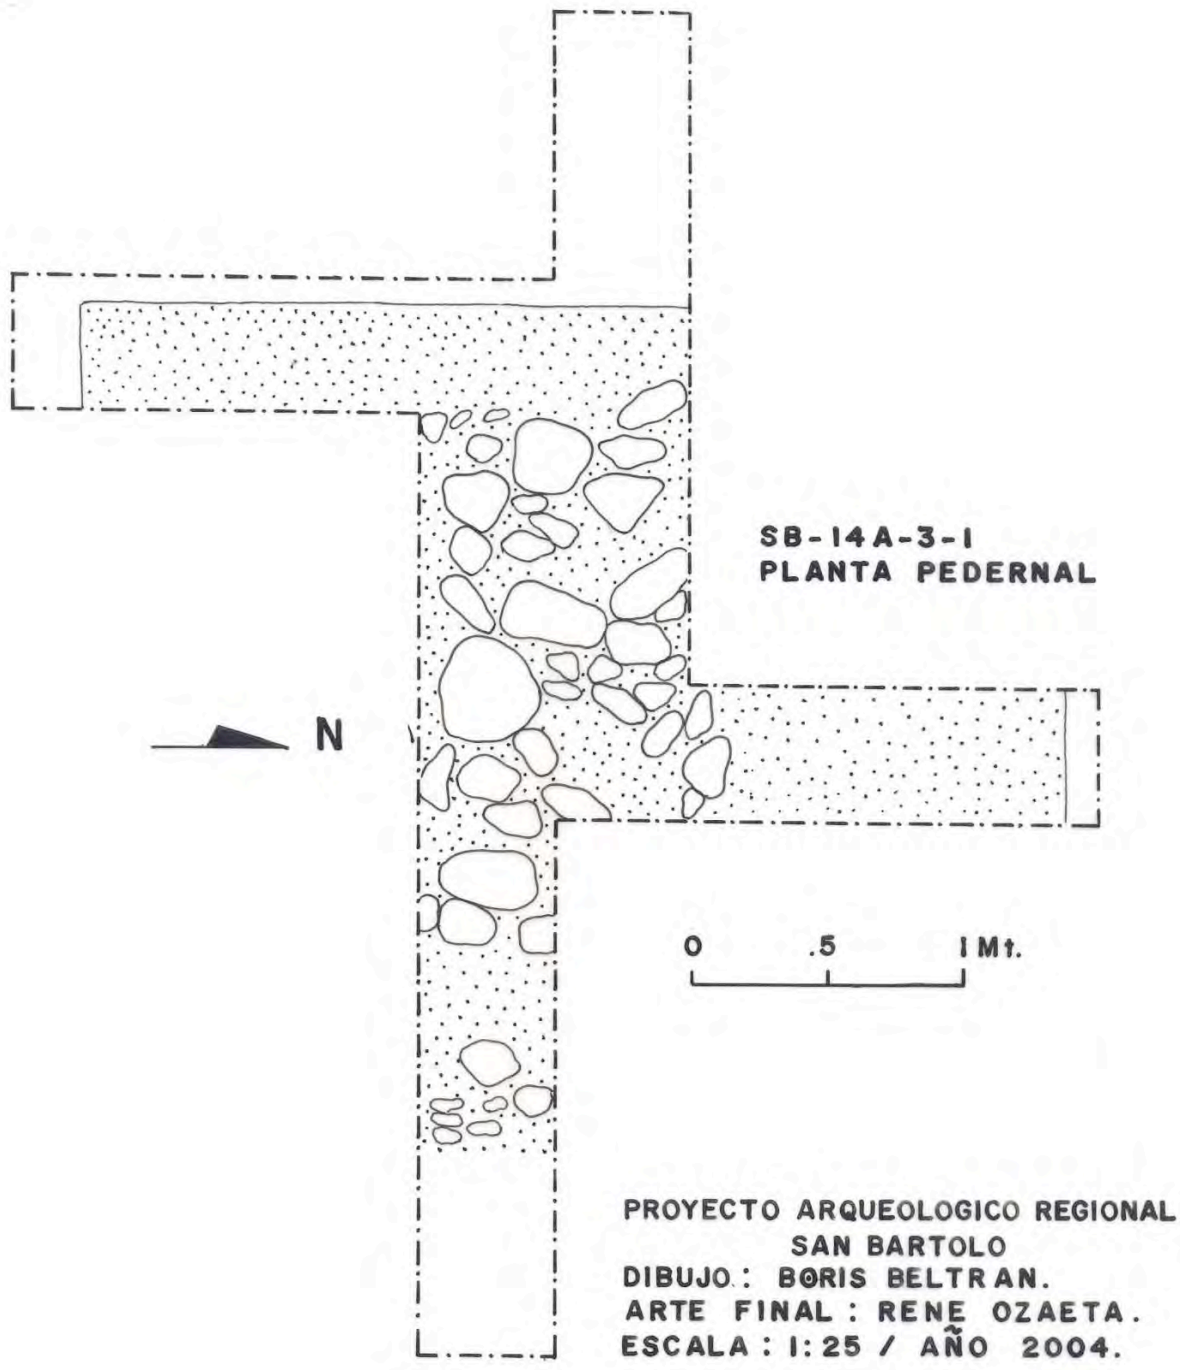 SB-14A-3-1
PLANTA PEDERNAL
N
0 .5 1 Mt.
PROYECTO ARQUEOLOGICO REGIONAL
SAN BARTOLO
DIBUJO: BORIS BELTRAN.
ARTE FINAL: RENE OZAETA.
ESCALA: 1:25 / AÑO 2004.